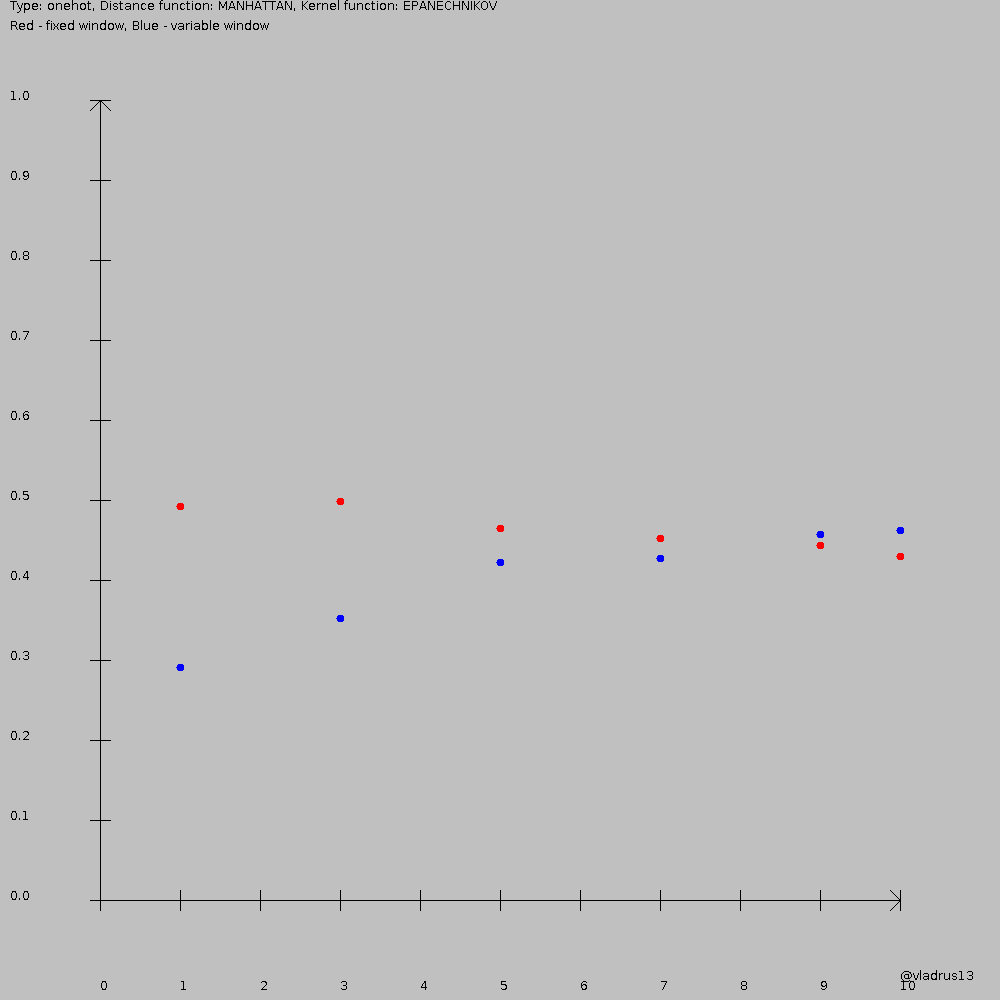 Type: onehot, Distance function: MANHATTAN, Kernel function: EPANECHNIKOV
Red - fixed window, Blue - variable window
1.0
0.9
0.8
0.7
0.6
0.5
0.4
0.3
0.2
0.1
0.0
@vladrus13
0 1 2 3 4 5 6 7 8 9 10